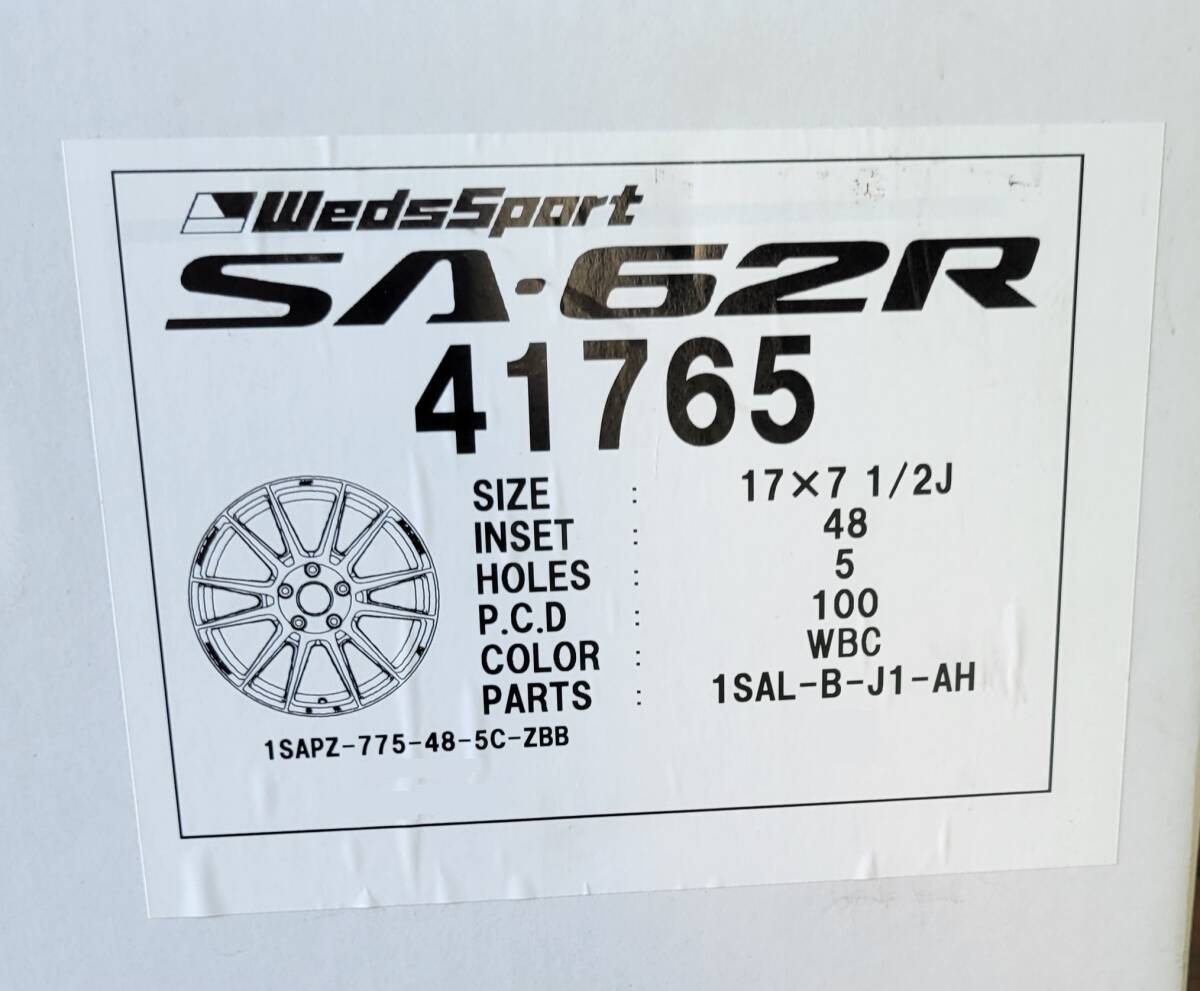 WedsSport
SA-62R
41765
SIZE : 17×7 1/2J
INSET : 48
HOLES : 5
P.C.D : 100
COLOR : WBC
PARTS : 1SAL-B-J1-AH
1SAPZ-775-48-5C-ZBB